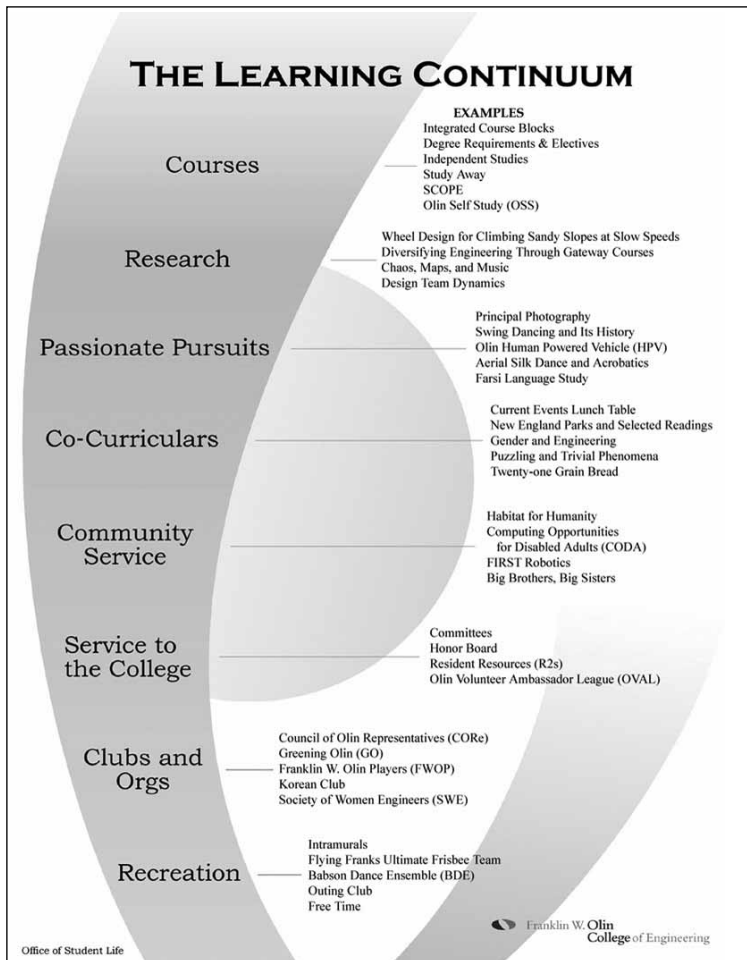 THE LEARNING CONTINUUM
EXAMPLES
Courses
Integrated Course Blocks
Degree Requirements & Electives
Independent Studies
Study Away
SCOPE
Olin Self Study (OSS)
Research
Wheel Design for Climbing Sandy Slopes at Slow Speeds
Diversifying Engineering Through Gateway Courses
Chaos, Maps, and Music
Design Team Dynamics
Passionate Pursuits
Principal Photography
Swing Dancing and Its History
Olin Human Powered Vehicle (HPV)
Aerial Silk Dance and Acrobatics
Farsi Language Study
Co-Curriculars
Current Events Lunch Table
New England Parks and Selected Readings
Gender and Engineering
Puzzling and Trivial Phenomena
Twenty-one Grain Bread
Community
Service
Habitat for Humanity
Computing Opportunities
for Disabled Adults (CODA)
FIRST Robotics
Big Brothers, Big Sisters
Service to
the College
Committees
Honor Board
Resident Resources (R2s)
Olin Volunteer Ambassador League (OVAL)
Clubs and
Orgs
Council of Olin Representatives (CORe)
Greening Olin (GO)
Franklin W. Olin Players (FWOP)
Korean Club
Society of Women Engineers (SWE)
Recreation
Intramurals
Flying Franks Ultimate Frisbee Team
Babson Dance Ensemble (BDE)
Outing Club
Free Time
Franklin W. Olin
College of Engineering
Office of Student Life